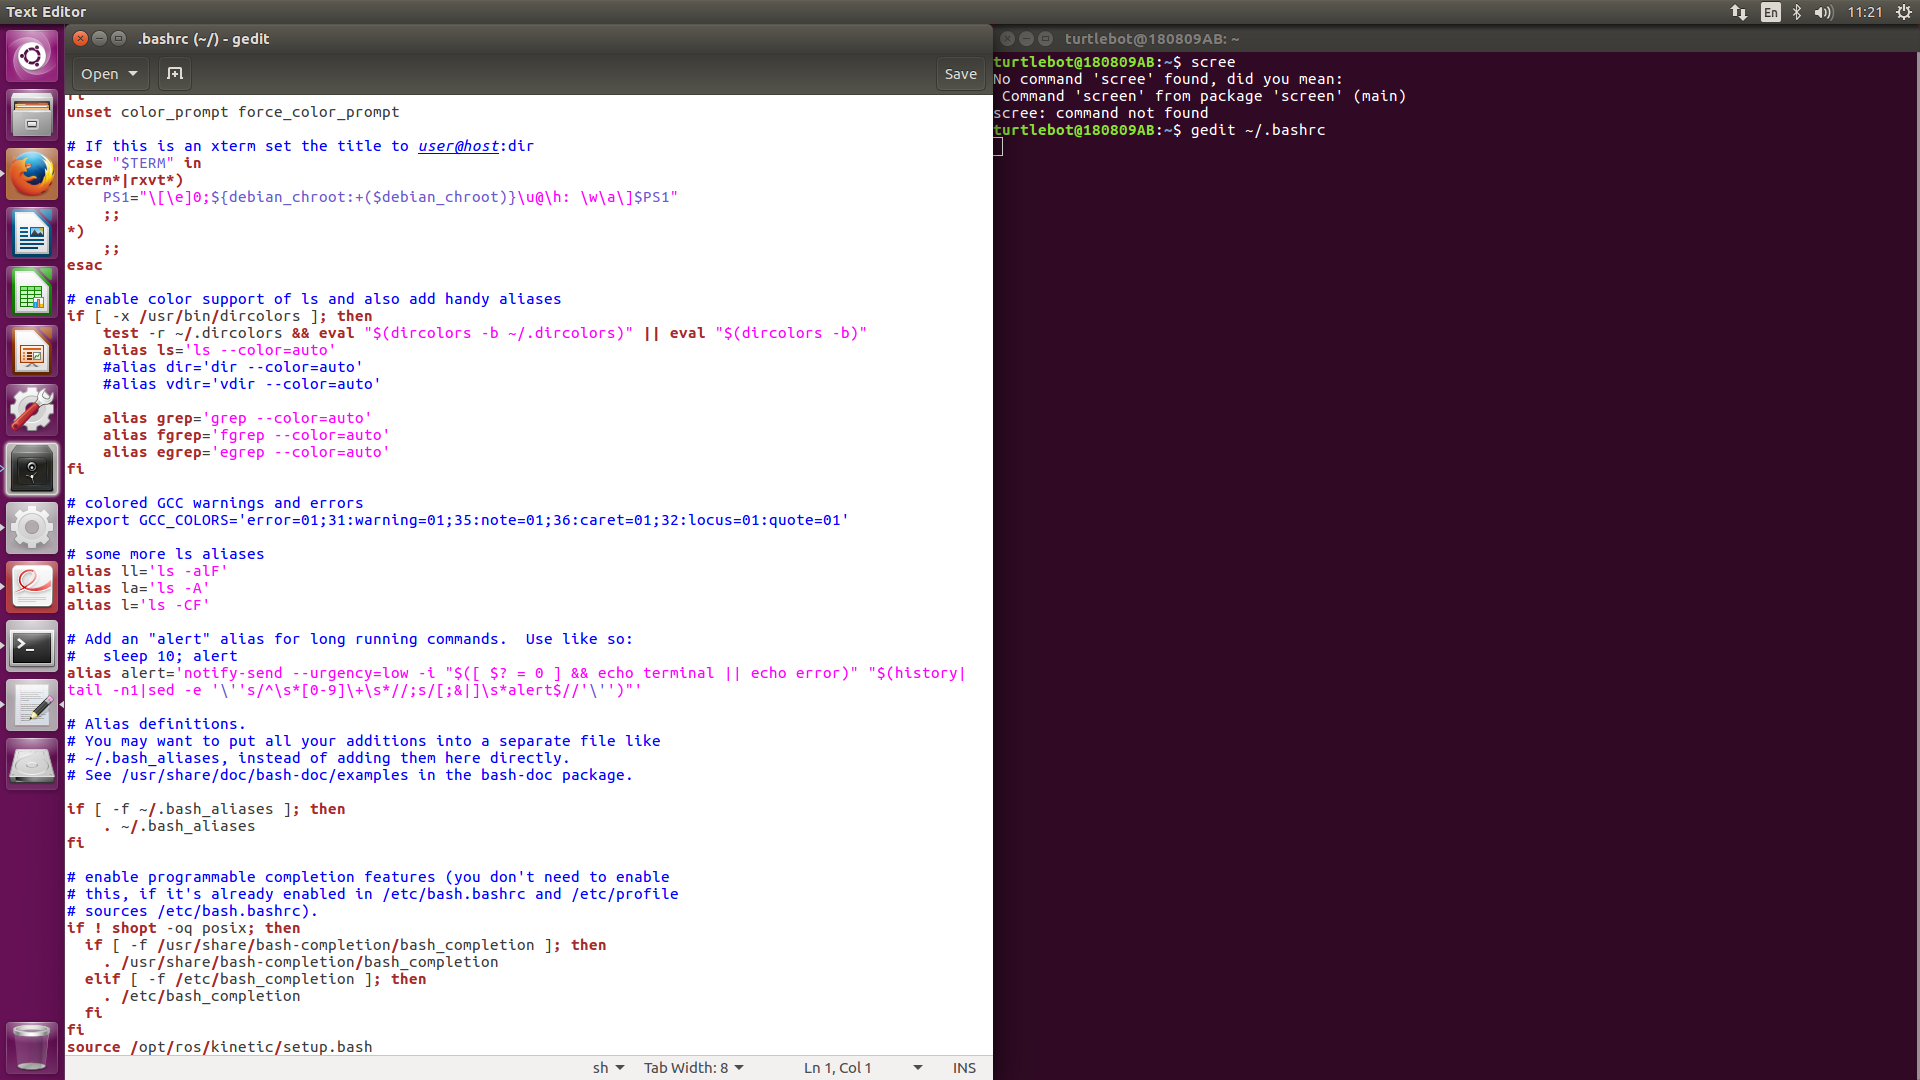 Text Editor
En
11:21
.bashrc (~/) - gedit
Open
Save
unset color_prompt force_color_prompt
# If this is an xterm set the title to user@host:dir
case "$TERM" in
xterm*|rxvt*)
    PS1="\[\e]0;${debian_chroot:+($debian_chroot)}\u@\h: \w\a\]$PS1"
    ;;
*)
    ;;
esac
# enable color support of ls and also add handy aliases
if [ -x /usr/bin/dircolors ]; then
    test -r ~/.dircolors && eval "$(dircolors -b ~/.dircolors)" || eval "$(dircolors -b)"
    alias ls='ls --color=auto'
    #alias dir='dir --color=auto'
    #alias vdir='vdir --color=auto'
    alias grep='grep --color=auto'
    alias fgrep='fgrep --color=auto'
    alias egrep='egrep --color=auto'
fi
# colored GCC warnings and errors
#export GCC_COLORS='error=01;31:warning=01;35:note=01;36:caret=01;32:locus=01:quote=01'
# some more ls aliases
alias ll='ls -alF'
alias la='ls -A'
alias l='ls -CF'
# Add an "alert" alias for long running commands.  Use like so:
#   sleep 10; alert
alias alert='notify-send --urgency=low -i "$([ $? = 0 ] && echo terminal || echo error)" "$(history|
tail -n1|sed -e '\''s/^\s*[0-9]\+\s*//;s/[;&|]\s*alert$//'\'')"'
# Alias definitions.
# You may want to put all your additions into a separate file like
# ~/.bash_aliases, instead of adding them here directly.
# See /usr/share/doc/bash-doc/examples in the bash-doc package.
if [ -f ~/.bash_aliases ]; then
    . ~/.bash_aliases
fi
# enable programmable completion features (you don't need to enable
# this, if it's already enabled in /etc/bash.bashrc and /etc/profile
# sources /etc/bash.bashrc).
if ! shopt -oq posix; then
  if [ -f /usr/share/bash-completion/bash_completion ]; then
    . /usr/share/bash-completion/bash_completion
  elif [ -f /etc/bash_completion ]; then
    . /etc/bash_completion
  fi
fi
source /opt/ros/kinetic/setup.bash
sh
Tab Width: 8
Ln 1, Col 1
INS
turtlebot@180809AB: ~
turtlebot@180809AB:~$ scree
No command 'scree' found, did you mean:
 Command 'screen' from package 'screen' (main)
scree: command not found
turtlebot@180809AB:~$ gedit ~/.bashrc